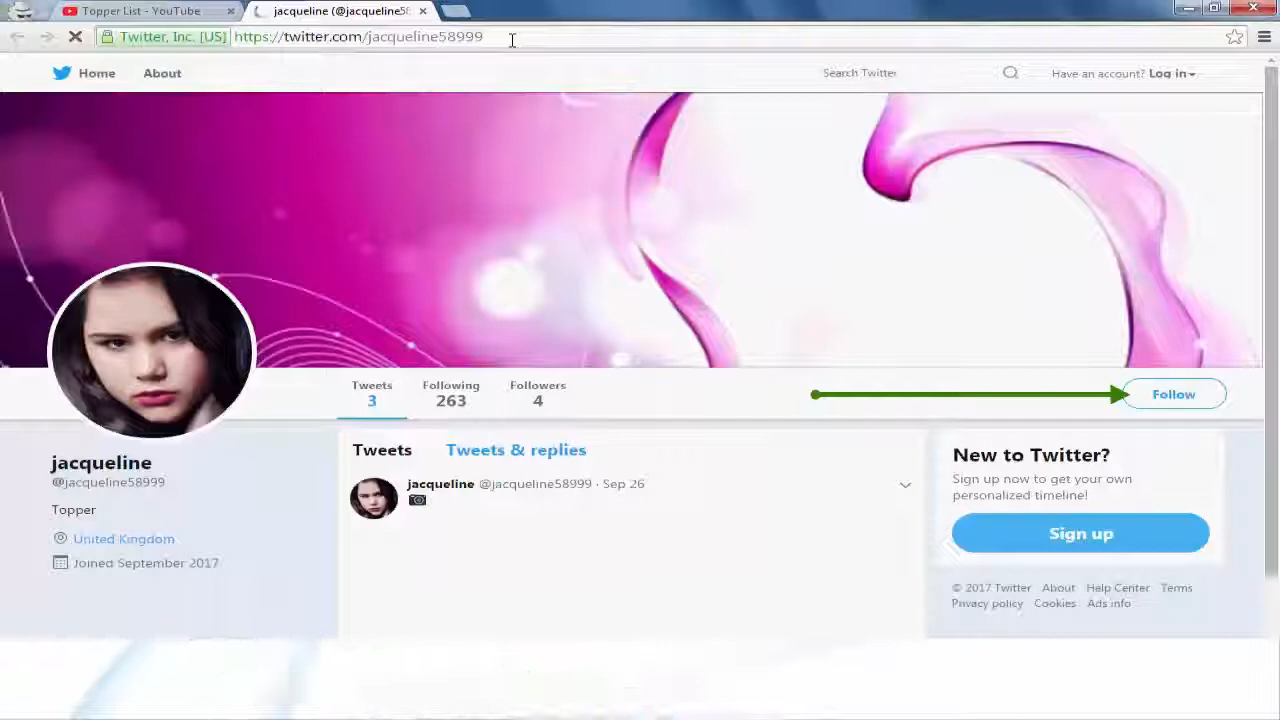 Topper List - YouTube
jacqueline (@jacqueline58
Twitter, Inc. [US] https://twitter.com/jacqueline58999
Home About Search Twitter Have an account? Log in
Tweets Following Followers
3 263 4
Follow
Tweets Tweets & replies
jacqueline @jacqueline58999 · Sep 26
jacqueline
@jacqueline58999
Topper
United Kingdom
Joined September 2017
New to Twitter?
Sign up now to get your own
personalized timeline!
Sign up
© 2017 Twitter About Help Center Terms
Privacy policy Cookies Ads info